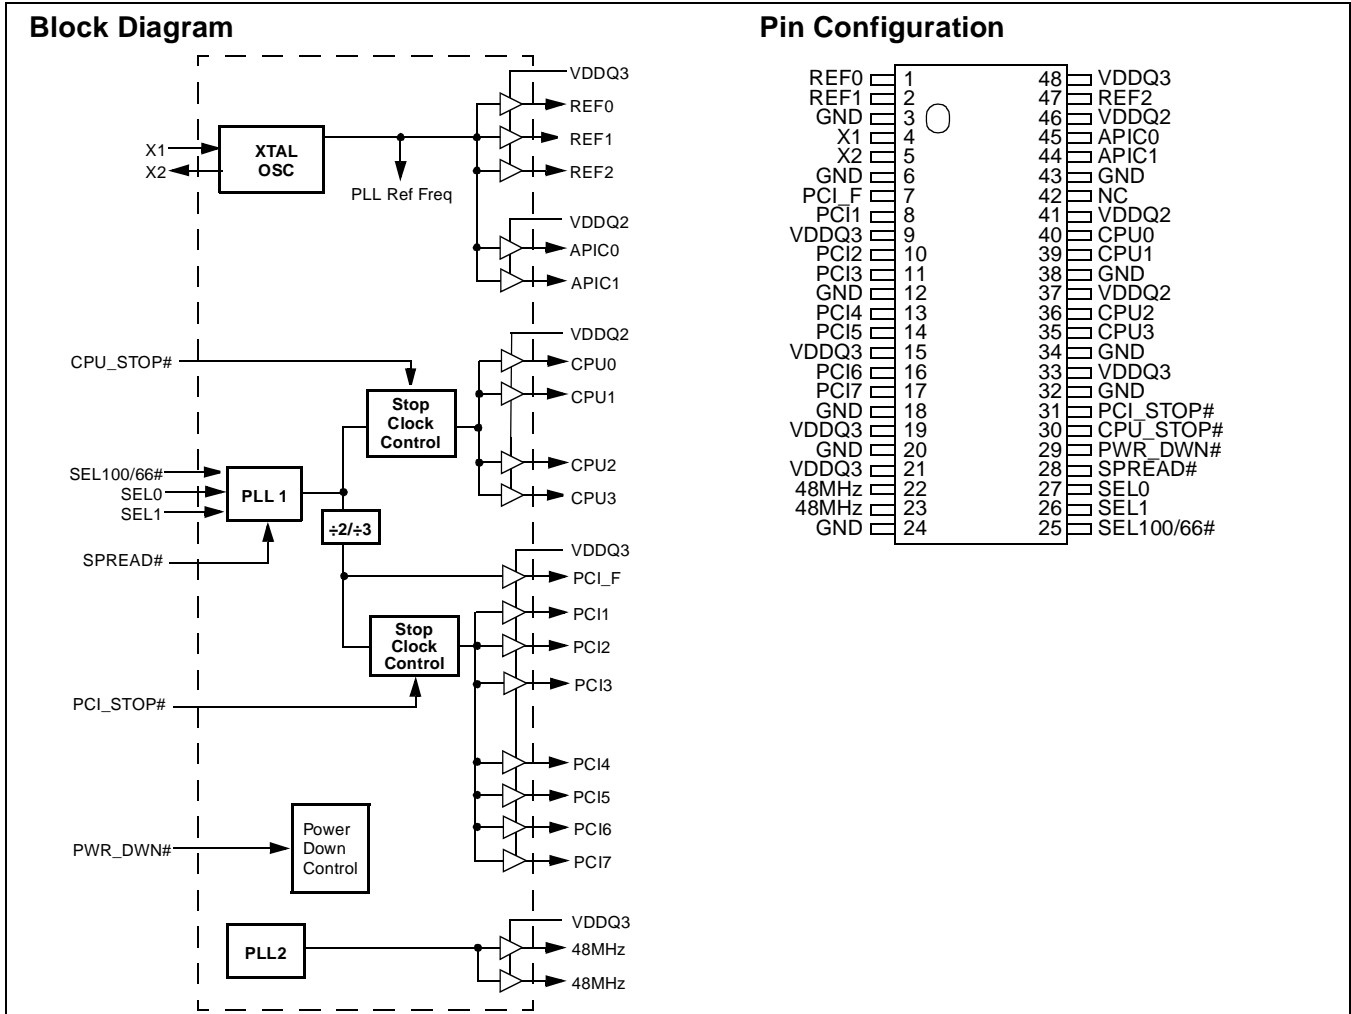 Block Diagram
VDDQ3
REF0
REF1
X1
XTAL
OSC
X2
REF2
PLL Ref Freq
VDDQ2
APIC0
APIC1
VDDQ2
CPU_STOP#
CPU0
CPU1
Stop
Clock
Control
CPU2
SEL100/66#
SEL0
SEL1
PLL 1
CPU3
÷2/÷3
VDDQ3
SPREAD#
PCI_F
PCI1
Stop
Clock
Control
PCI2
PCI3
PCI_STOP#
PCI4
PCI5
PCI6
Power
Down
Control
PWR_DWN#
PCI7
VDDQ3
PLL2
48MHz
48MHz
Pin Configuration
REF0 1 48 VDDQ3
REF1 2 47 REF2
GND 3 46 VDDQ2
X1 4 45 APIC0
X2 5 44 APIC1
GND 6 43 GND
PCI_F 7 42 NC
PCI1 8 41 VDDQ2
VDDQ3 9 40 CPU0
PCI2 10 39 CPU1
PCI3 11 38 GND
GND 12 37 VDDQ2
PCI4 13 36 CPU2
PCI5 14 35 CPU3
VDDQ3 15 34 GND
PCI6 16 33 VDDQ3
PCI7 17 32 GND
GND 18 31 PCI_STOP#
VDDQ3 19 30 CPU_STOP#
GND 20 29 PWR_DWN#
VDDQ3 21 28 SPREAD#
48MHz 22 27 SEL0
48MHz 23 26 SEL1
GND 24 25 SEL100/66#